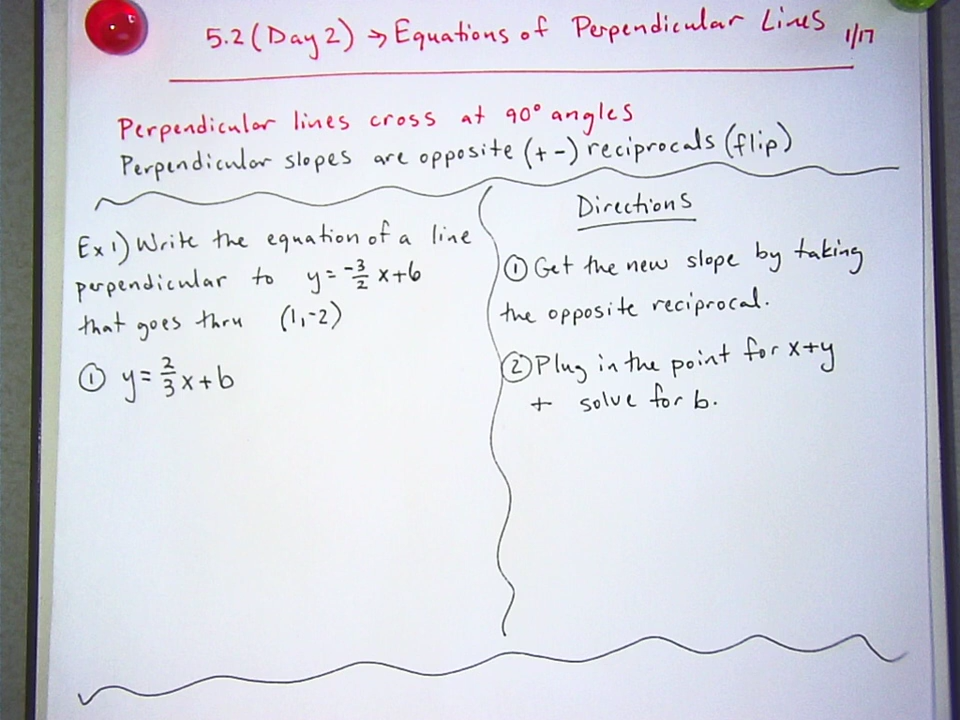 5.2 (Day 2) → Equations of Perpendicular Lines 1/17
Perpendicular lines cross at 90° angles
Perpendicular slopes are opposite (+ -) reciprocals (flip)
Ex 1) Write the equation of a line
perpendicular to y = -3/2 x + 6
that goes thru (1, -2)
① y = 2/3 x + b
Directions
① Get the new slope by taking
the opposite reciprocal.
② Plug in the point for x + y
+ solve for b.